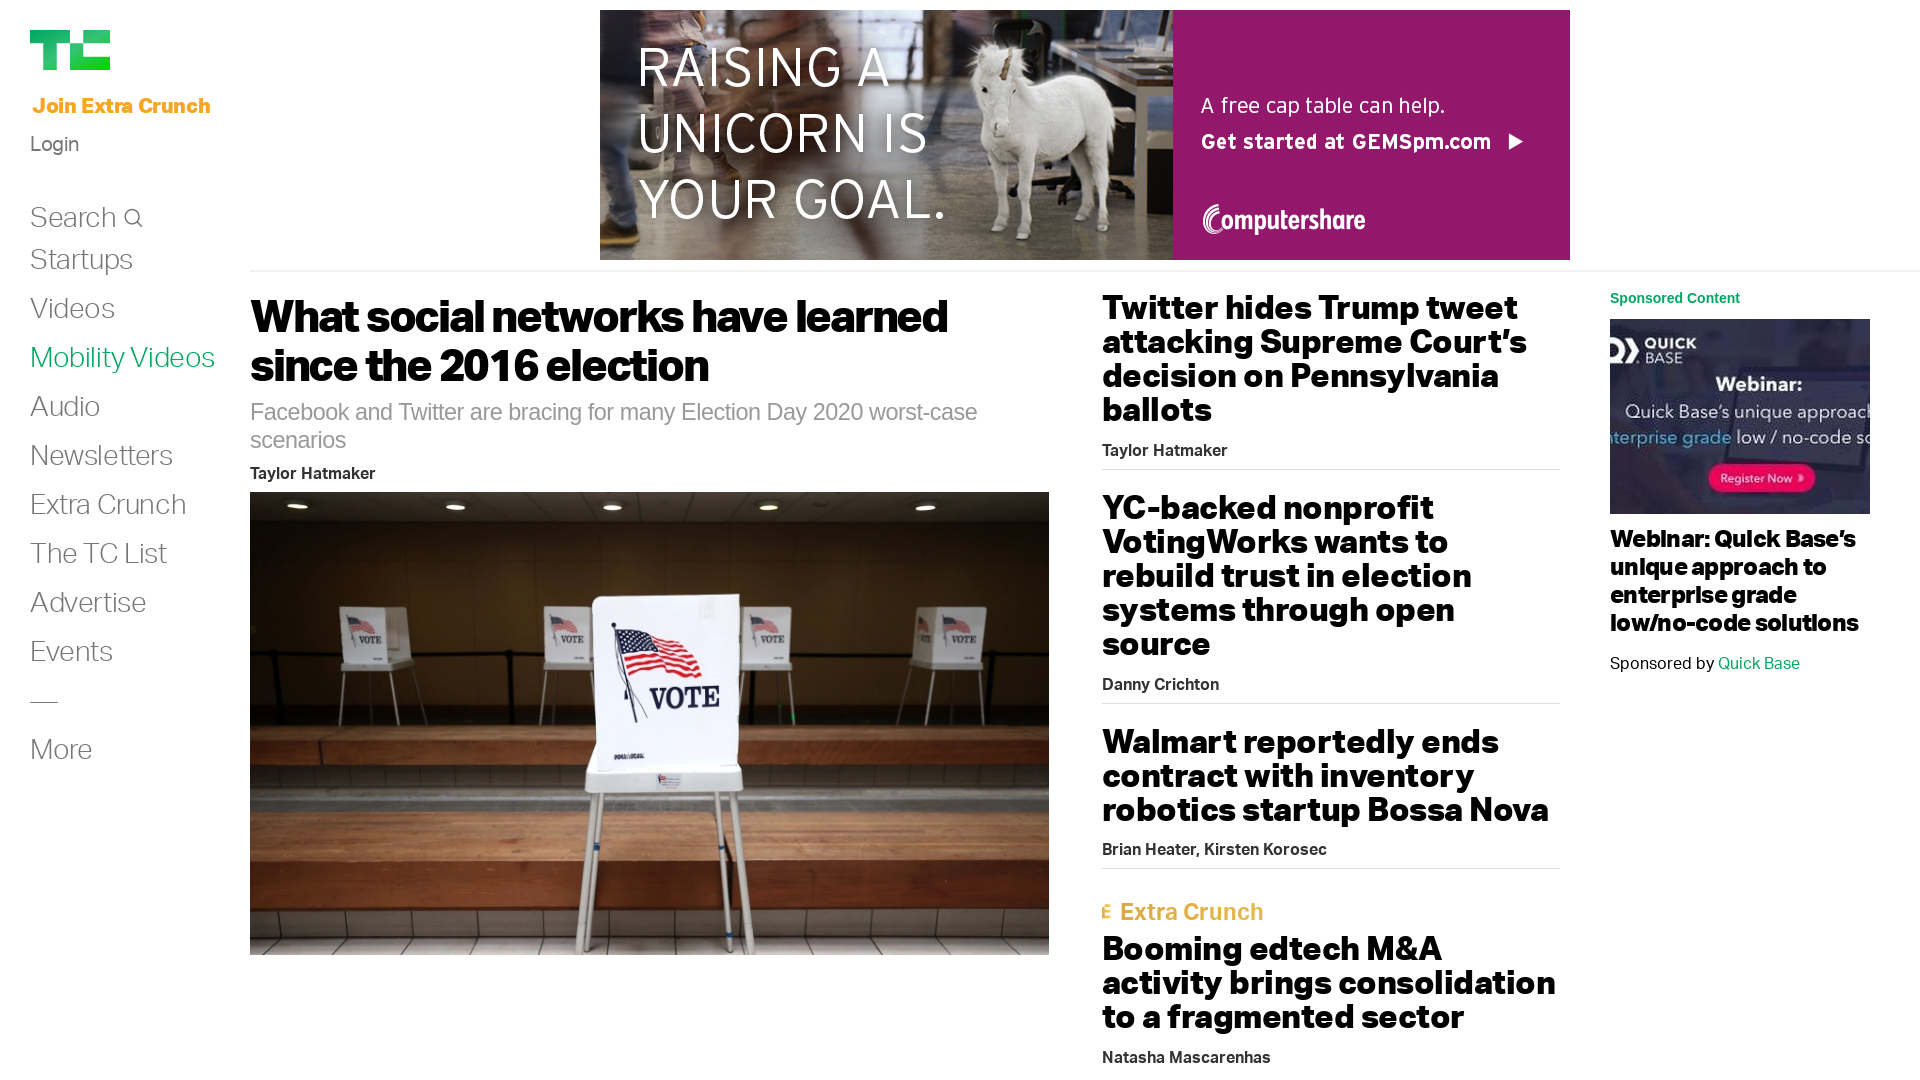 TC
Join Extra Crunch
Login
Search
Startups
Videos
Mobility Videos
Audio
Newsletters
Extra Crunch
The TC List
Advertise
Events
More
RAISING A
UNICORN IS
YOUR GOAL.
A free cap table can help.
Get started at GEMSpm.com
Computershare
What social networks have learned
since the 2016 election
Facebook and Twitter are bracing for many Election Day 2020 worst-case
scenarios
Taylor Hatmaker
VOTE
VOTE
VOTE
VOTE
VOTE
Twitter hides Trump tweet
attacking Supreme Court’s
decision on Pennsylvania
ballots
Taylor Hatmaker
YC-backed nonprofit
VotingWorks wants to
rebuild trust in election
systems through open
source
Danny Crichton
Walmart reportedly ends
contract with inventory
robotics startup Bossa Nova
Brian Heater, Kirsten Korosec
Extra Crunch
Booming edtech M&A
activity brings consolidation
to a fragmented sector
Natasha Mascarenhas
Sponsored Content
QUICK
BASE
Webinar:
Quick Base’s unique approach
nterprise grade low / no-code so
Register Now
Webinar: Quick Base’s
unique approach to
enterprise grade
low/no-code solutions
Sponsored by Quick Base